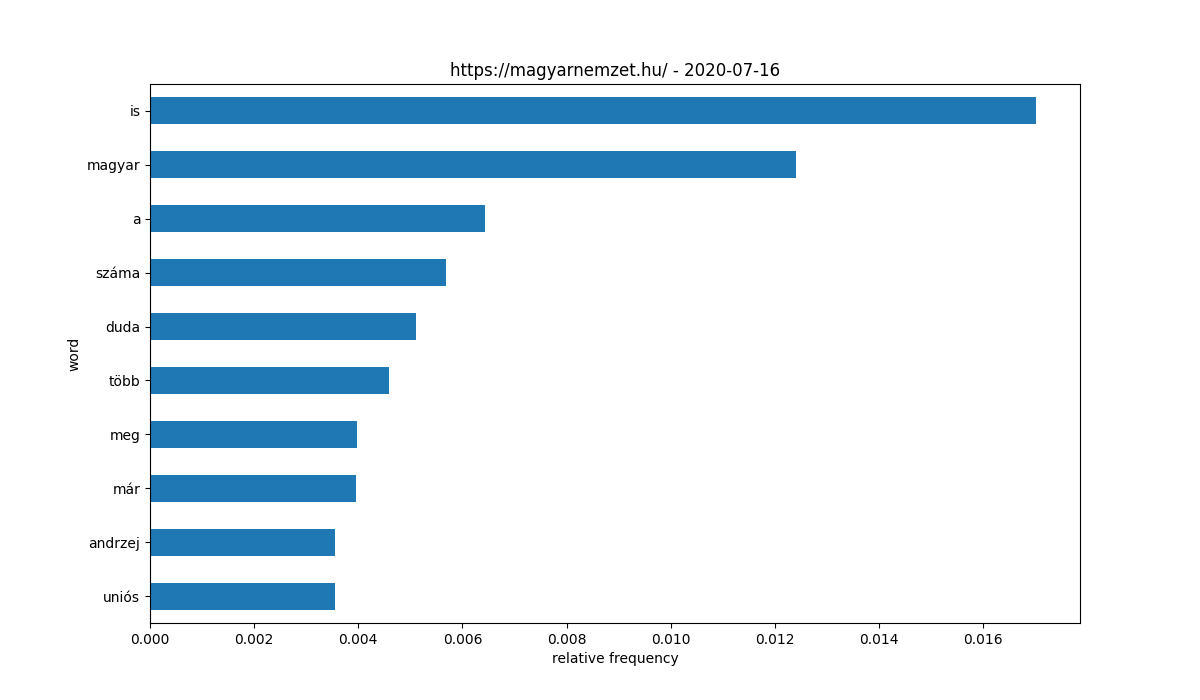 https://magyarnemzet.hu/ - 2020-07-16
is
magyar
a
száma
duda
több
meg
már
andrzej
uniós
word
0.000 0.002 0.004 0.006 0.008 0.010 0.012 0.014 0.016
relative frequency